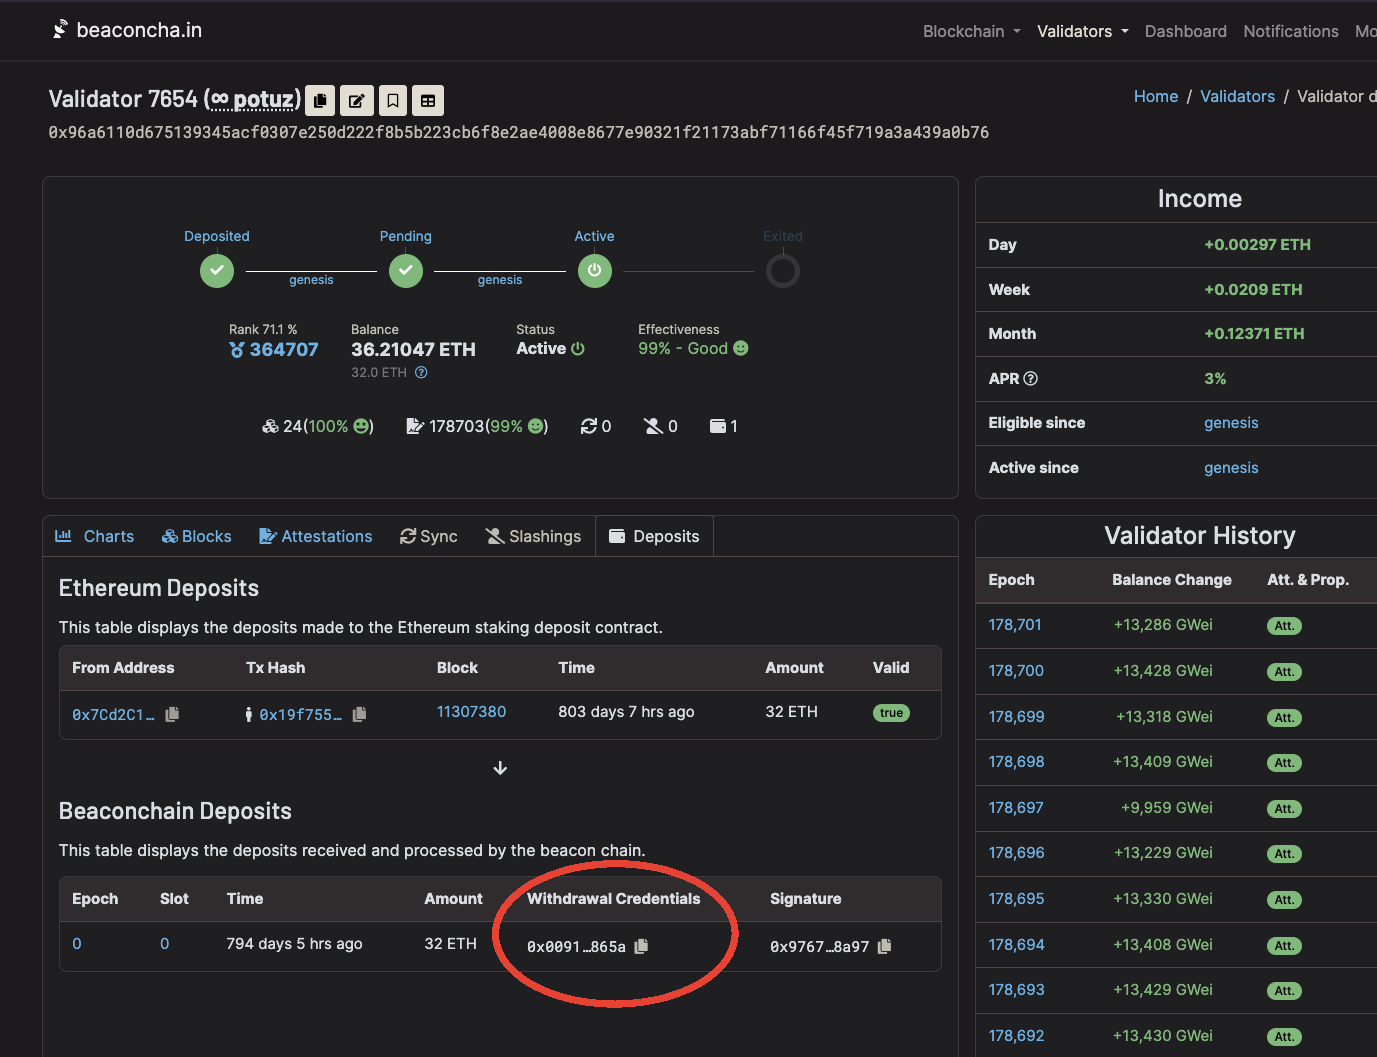 beaconcha.in
Blockchain Validators Dashboard Notifications Mo
Validator 7654 (∞ potuz)
Home / Validators / Validator d
0x96a6110d675139345acf0307e250d222f8b5b223cb6f8e2ae4008e8677e90321f21173abf71166f45f719a3a439a0b76
Deposited Pending Active Exited
genesis genesis
Rank 71.1 % Balance Status Effectiveness
364707 36.21047 ETH Active 99% - Good
32.0 ETH
24(100% ) 178703(99% ) 0 0 1
Income
Day +0.00297 ETH
Week +0.0209 ETH
Month +0.12371 ETH
APR 3%
Eligible since genesis
Active since genesis
Charts Blocks Attestations Sync Slashings Deposits
Ethereum Deposits
This table displays the deposits made to the Ethereum staking deposit contract.
From Address Tx Hash Block Time Amount Valid
0x7Cd2C1… 0x19f755… 11307380 803 days 7 hrs ago 32 ETH true
Beaconchain Deposits
This table displays the deposits received and processed by the beacon chain.
Epoch Slot Time Amount Withdrawal Credentials Signature
0 0 794 days 5 hrs ago 32 ETH 0x0091…865a 0x9767…8a97
Validator History
Epoch Balance Change Att. & Prop.
178,701 +13,286 GWei Att.
178,700 +13,428 GWei Att.
178,699 +13,318 GWei Att.
178,698 +13,409 GWei Att.
178,697 +9,959 GWei Att.
178,696 +13,229 GWei Att.
178,695 +13,330 GWei Att.
178,694 +13,408 GWei Att.
178,693 +13,429 GWei Att.
178,692 +13,430 GWei Att.